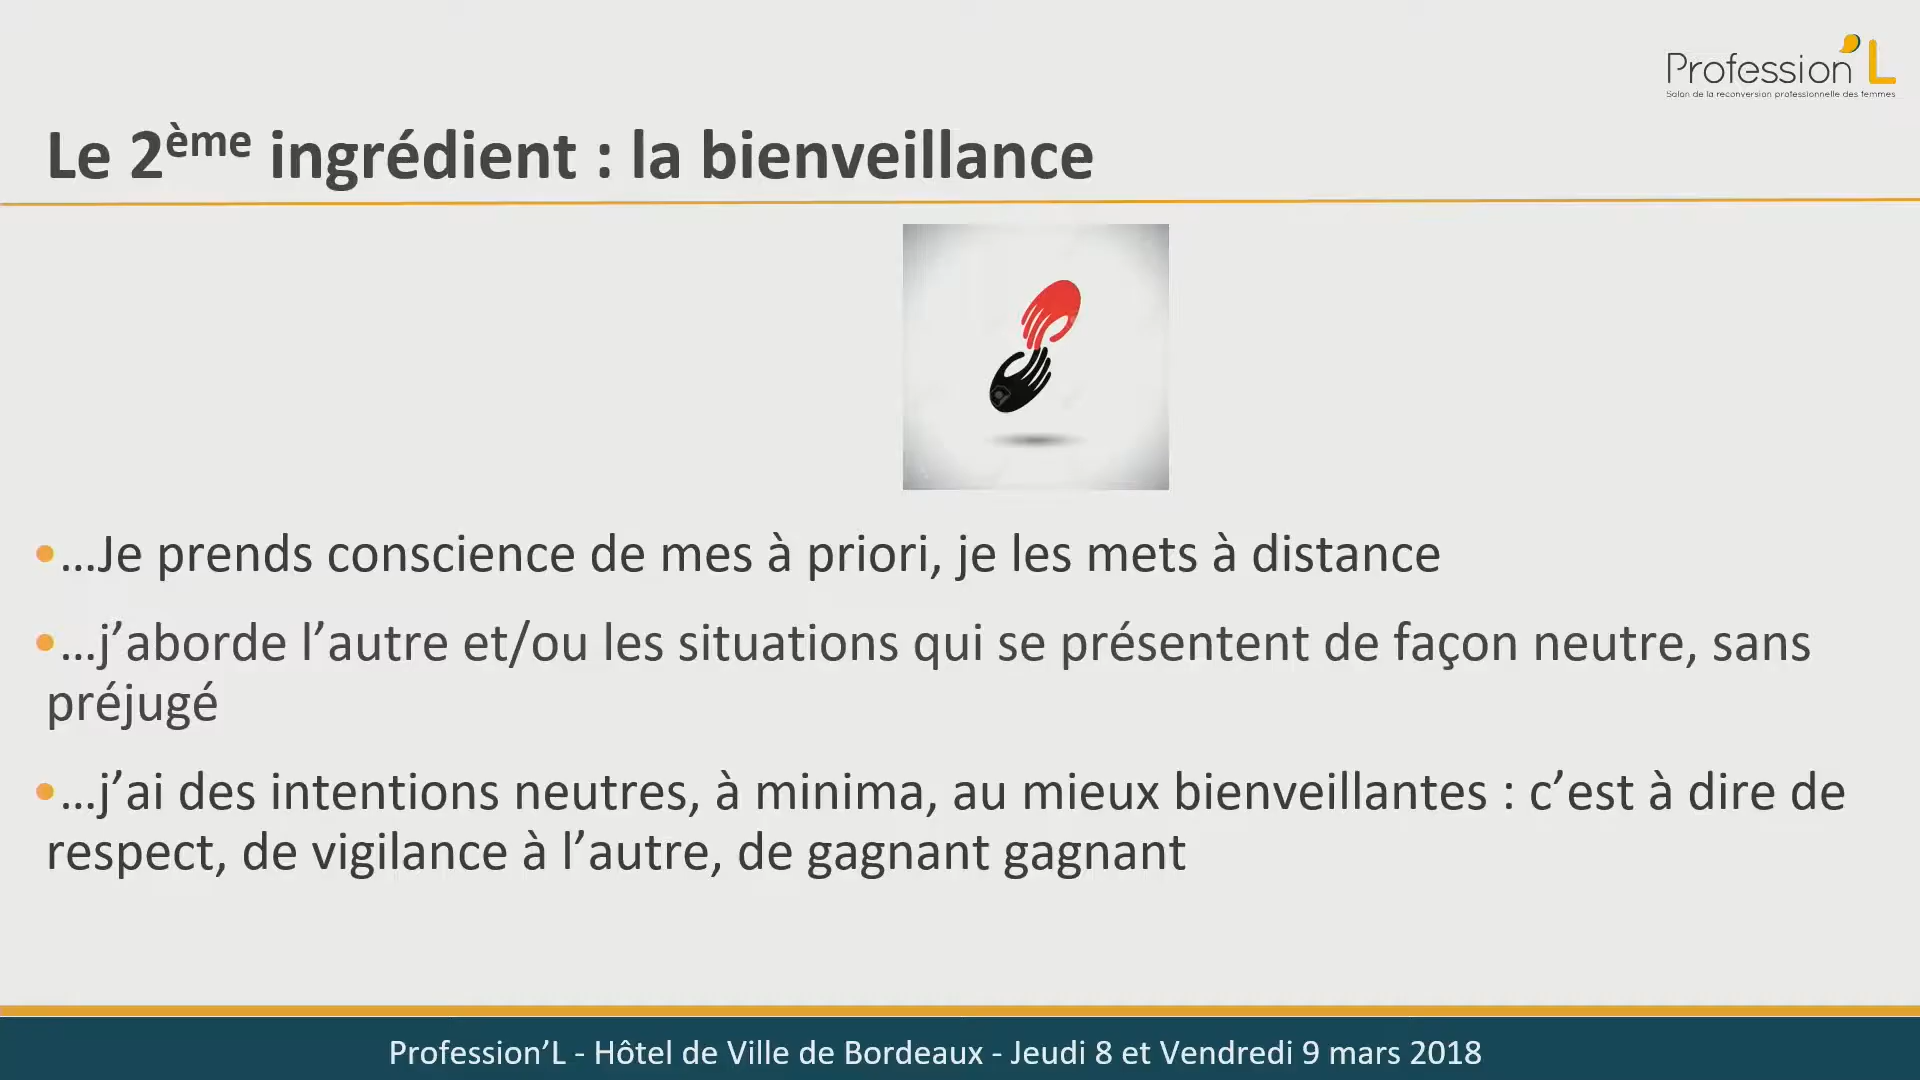 Profession'L
Salon de la reconversion professionnelle des femmes
Le 2ème ingrédient : la bienveillance
•...Je prends conscience de mes à priori, je les mets à distance
•...j’aborde l’autre et/ou les situations qui se présentent de façon neutre, sans
préjugé
•...j’ai des intentions neutres, à minima, au mieux bienveillantes : c’est à dire de
respect, de vigilance à l’autre, de gagnant gagnant
Profession’L - Hôtel de Ville de Bordeaux - Jeudi 8 et Vendredi 9 mars 2018